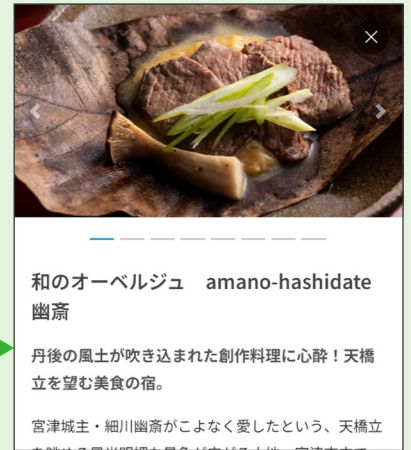 和のオーベルジュ　amano-hashidate
幽斎
丹後の風土が吹き込まれた創作料理に心酔！天橋
立を望む美食の宿。
宮津城主・細川幽斎がこよなく愛したという、天橋立